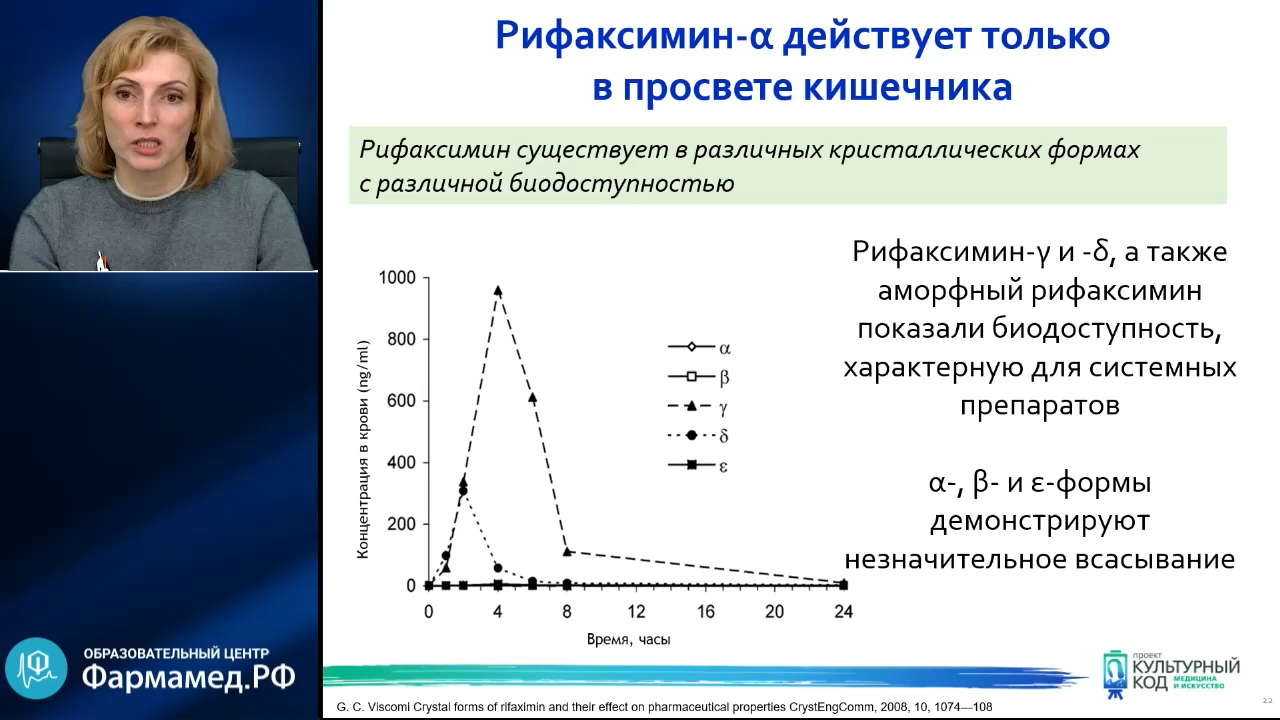 Рифаксимин-α действует только
в просвете кишечника
Рифаксимин существует в различных кристаллических формах
с различной биодоступностью
Рифаксимин-γ и -δ, а также
аморфный рифаксимин
показали биодоступность,
характерную для системных
препаратов
α-, β- и ε-формы
демонстрируют
незначительное всасывание
Концентрация в крови (ng/ml)
1000
800
600
400
200
0
0 4 8 12 16 20 24
Время, часы
α
β
γ
δ
ε
ОБРАЗОВАТЕЛЬНЫЙ ЦЕНТР
Фармамед.РФ
проект
КУЛЬТУРНЫЙ
КОД МЕДИЦИНА
И ИСКУССТВО
G. C. Viscomi Crystal forms of rifaximin and their effect on pharmaceutical properties CrystEngComm, 2008, 10, 1074—108
22